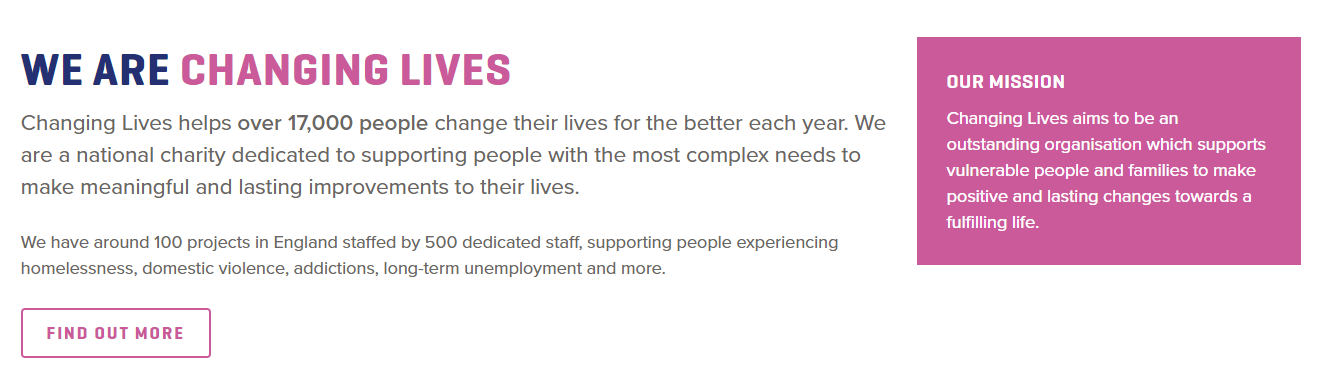 WE ARE CHANGING LIVES
Changing Lives helps over 17,000 people change their lives for the better each year. We
are a national charity dedicated to supporting people with the most complex needs to
make meaningful and lasting improvements to their lives.
We have around 100 projects in England staffed by 500 dedicated staff, supporting people experiencing
homelessness, domestic violence, addictions, long-term unemployment and more.
FIND OUT MORE
OUR MISSION
Changing Lives aims to be an
outstanding organisation which supports
vulnerable people and families to make
positive and lasting changes towards a
fulfilling life.